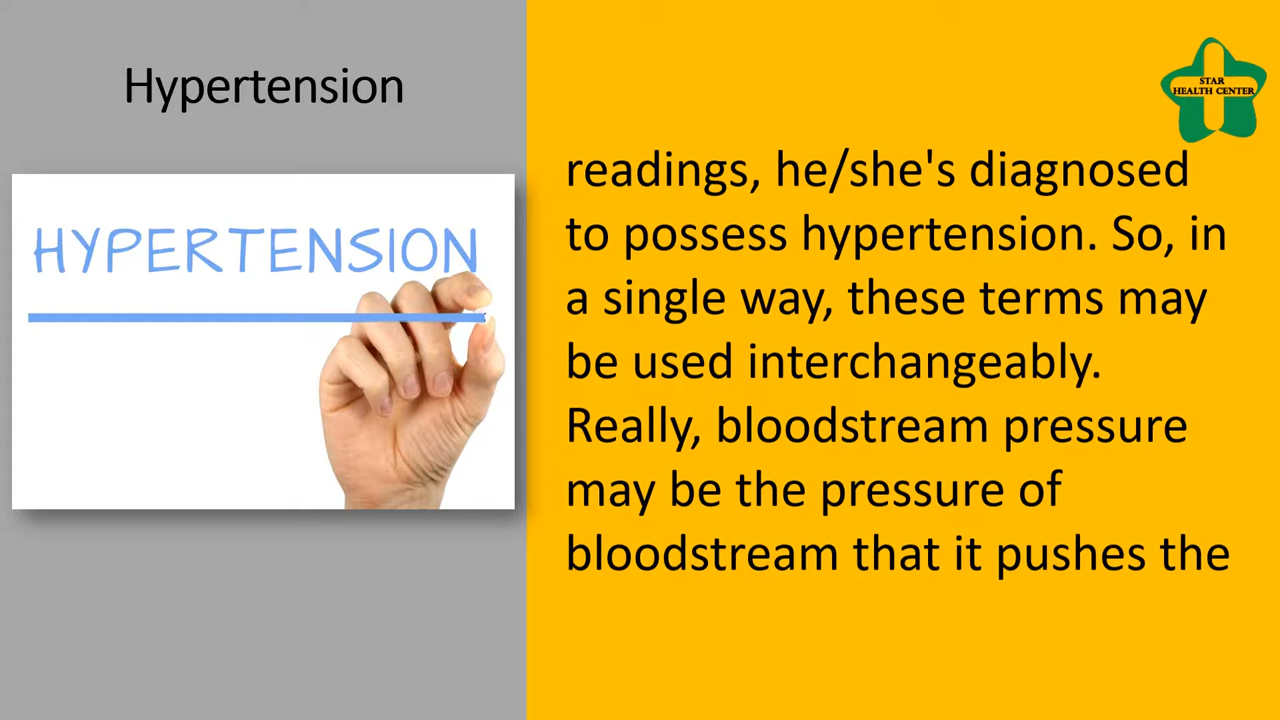 Hypertension
HYPERTENSION
STAR
HEALTH CENTER
readings, he/she's diagnosed
to possess hypertension. So, in
a single way, these terms may
be used interchangeably.
Really, bloodstream pressure
may be the pressure of
bloodstream that it pushes the